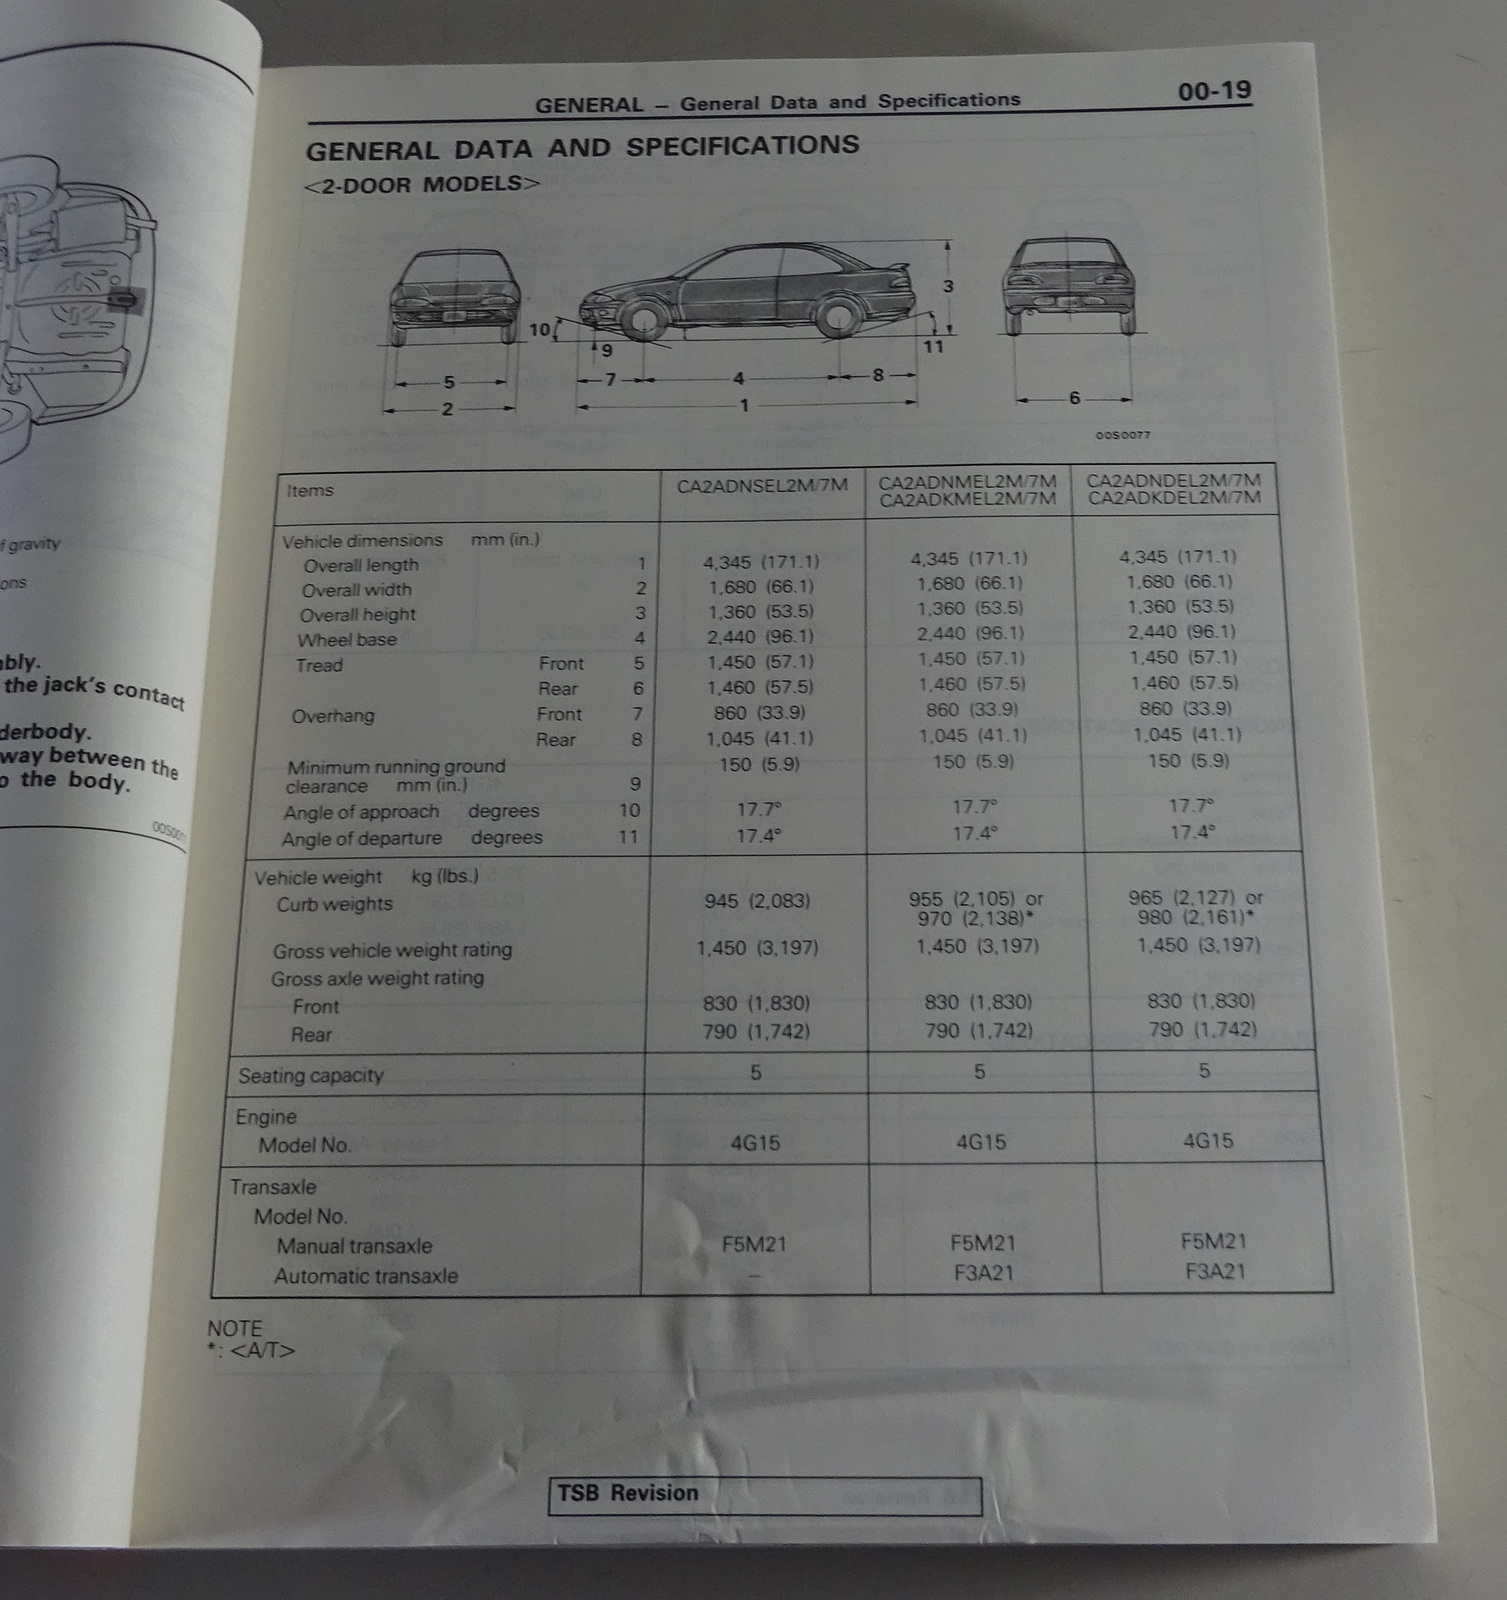 f gravity
ons
bly.
the jack's contact
derbody.
way between the
o the body.
GENERAL – General Data and Specifications 00-19
GENERAL DATA AND SPECIFICATIONS
<2-DOOR MODELS>
10 9 7 4 8 11 3
5 2 1 6
00S0077
Items CA2ADNSEL2M/7M CA2ADNMEL2M/7M CA2ADNDEL2M/7M
CA2ADKMEL2M/7M CA2ADKDEL2M/7M
Vehicle dimensions mm (in.)
Overall length 1 4,345 (171.1) 4,345 (171.1) 4,345 (171.1)
Overall width 2 1,680 (66.1) 1,680 (66.1) 1,680 (66.1)
Overall height 3 1,360 (53.5) 1,360 (53.5) 1,360 (53.5)
Wheel base 4 2,440 (96.1) 2,440 (96.1) 2,440 (96.1)
Tread Front 5 1,450 (57.1) 1,450 (57.1) 1,450 (57.1)
Rear 6 1,460 (57.5) 1,460 (57.5) 1,460 (57.5)
Overhang Front 7 860 (33.9) 860 (33.9) 860 (33.9)
Rear 8 1,045 (41.1) 1,045 (41.1) 1,045 (41.1)
Minimum running ground 150 (5.9) 150 (5.9) 150 (5.9)
clearance mm (in.) 9
Angle of approach degrees 10 17.7° 17.7° 17.7°
Angle of departure degrees 11 17.4° 17.4° 17.4°
Vehicle weight kg (lbs.)
Curb weights 945 (2,083) 955 (2,105) or 965 (2,127) or
970 (2,138)* 980 (2,161)*
Gross vehicle weight rating 1,450 (3,197) 1,450 (3,197) 1,450 (3,197)
Gross axle weight rating
Front 830 (1,830) 830 (1,830) 830 (1,830)
Rear 790 (1,742) 790 (1,742) 790 (1,742)
Seating capacity 5 5 5
Engine
Model No. 4G15 4G15 4G15
Transaxle
Model No.
Manual transaxle F5M21 F5M21 F5M21
Automatic transaxle – F3A21 F3A21
NOTE
*: <A/T>
TSB Revision